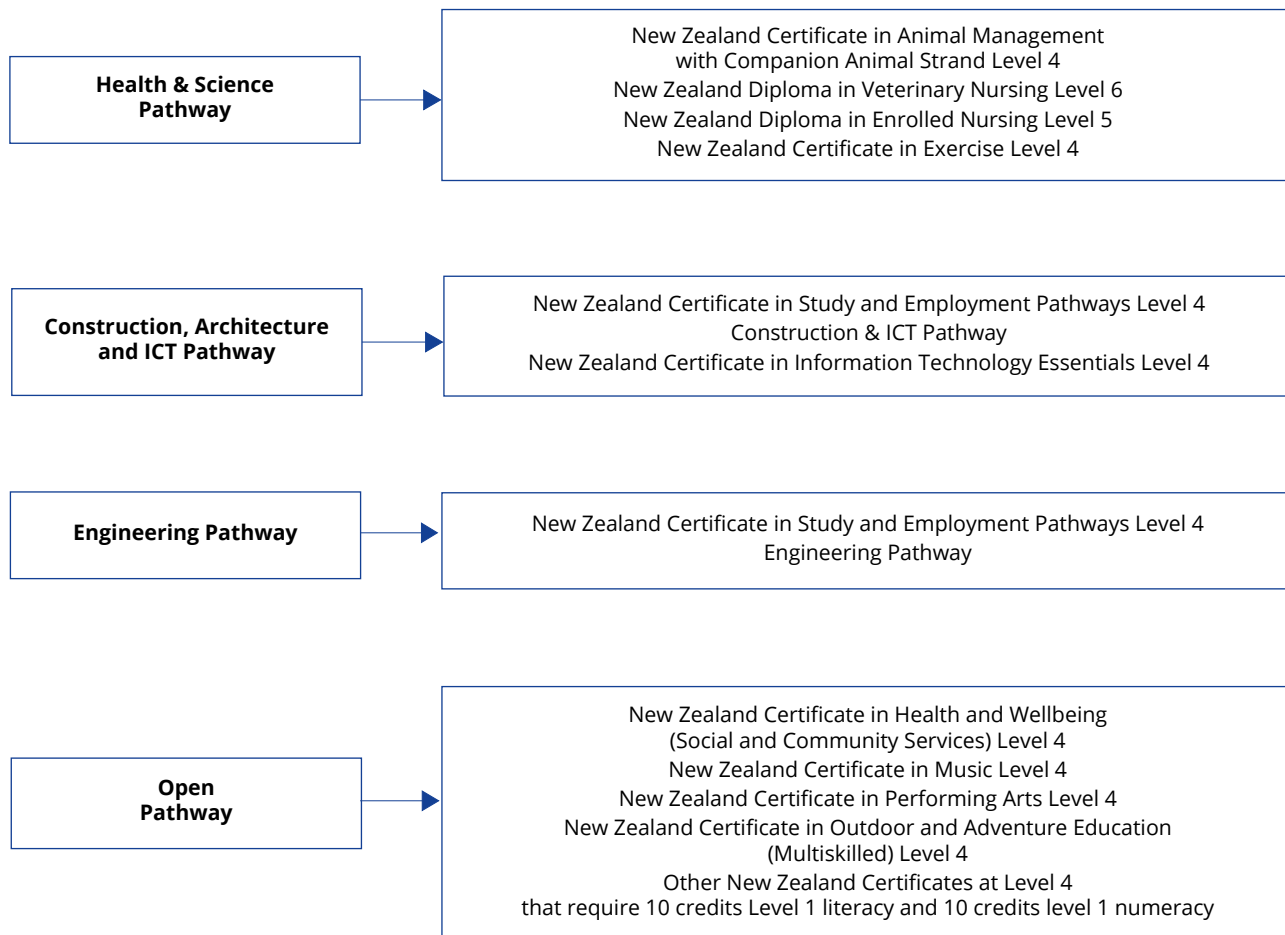 Health & Science
Pathway
New Zealand Certificate in Animal Management
with Companion Animal Strand Level 4
New Zealand Diploma in Veterinary Nursing Level 6
New Zealand Diploma in Enrolled Nursing Level 5
New Zealand Certificate in Exercise Level 4
Construction, Architecture
and ICT Pathway
New Zealand Certificate in Study and Employment Pathways Level 4
Construction & ICT Pathway
New Zealand Certificate in Information Technology Essentials Level 4
Engineering Pathway
New Zealand Certificate in Study and Employment Pathways Level 4
Engineering Pathway
Open
Pathway
New Zealand Certificate in Health and Wellbeing
(Social and Community Services) Level 4
New Zealand Certificate in Music Level 4
New Zealand Certificate in Performing Arts Level 4
New Zealand Certificate in Outdoor and Adventure Education
(Multiskilled) Level 4
Other New Zealand Certificates at Level 4
that require 10 credits Level 1 literacy and 10 credits level 1 numeracy